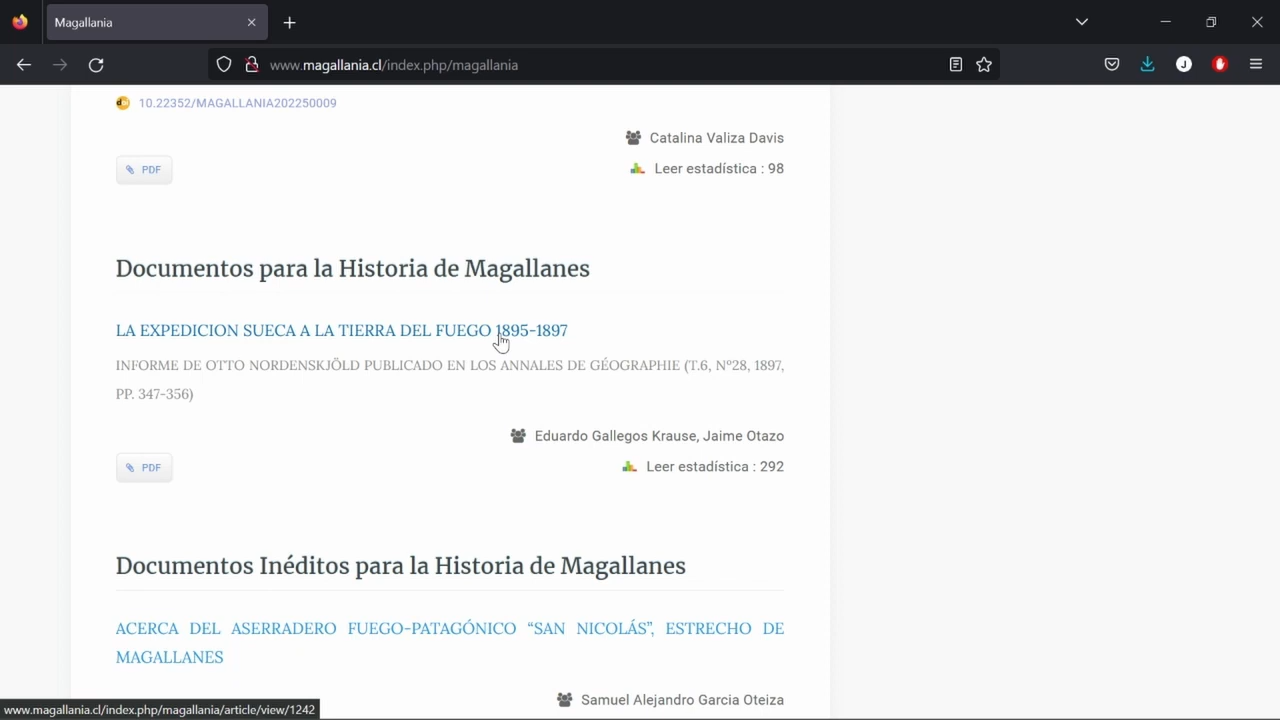 Magallania
www.magallania.cl/index.php/magallania
10.22352/MAGALLANIA202250009
Catalina Valiza Davis
PDF
Leer estadística : 98
Documentos para la Historia de Magallanes
LA EXPEDICION SUECA A LA TIERRA DEL FUEGO 1895-1897
INFORME DE OTTO NORDENSKJÖLD PUBLICADO EN LOS ANNALES DE GÉOGRAPHIE (T.6, Nº28, 1897,
PP. 347-356)
Eduardo Gallegos Krause, Jaime Otazo
PDF
Leer estadística : 292
Documentos Inéditos para la Historia de Magallanes
ACERCA DEL ASERRADERO FUEGO-PATAGÓNICO “SAN NICOLÁS”, ESTRECHO DE
MAGALLANES
Samuel Alejandro Garcia Oteiza
www.magallania.cl/index.php/magallania/article/view/1242